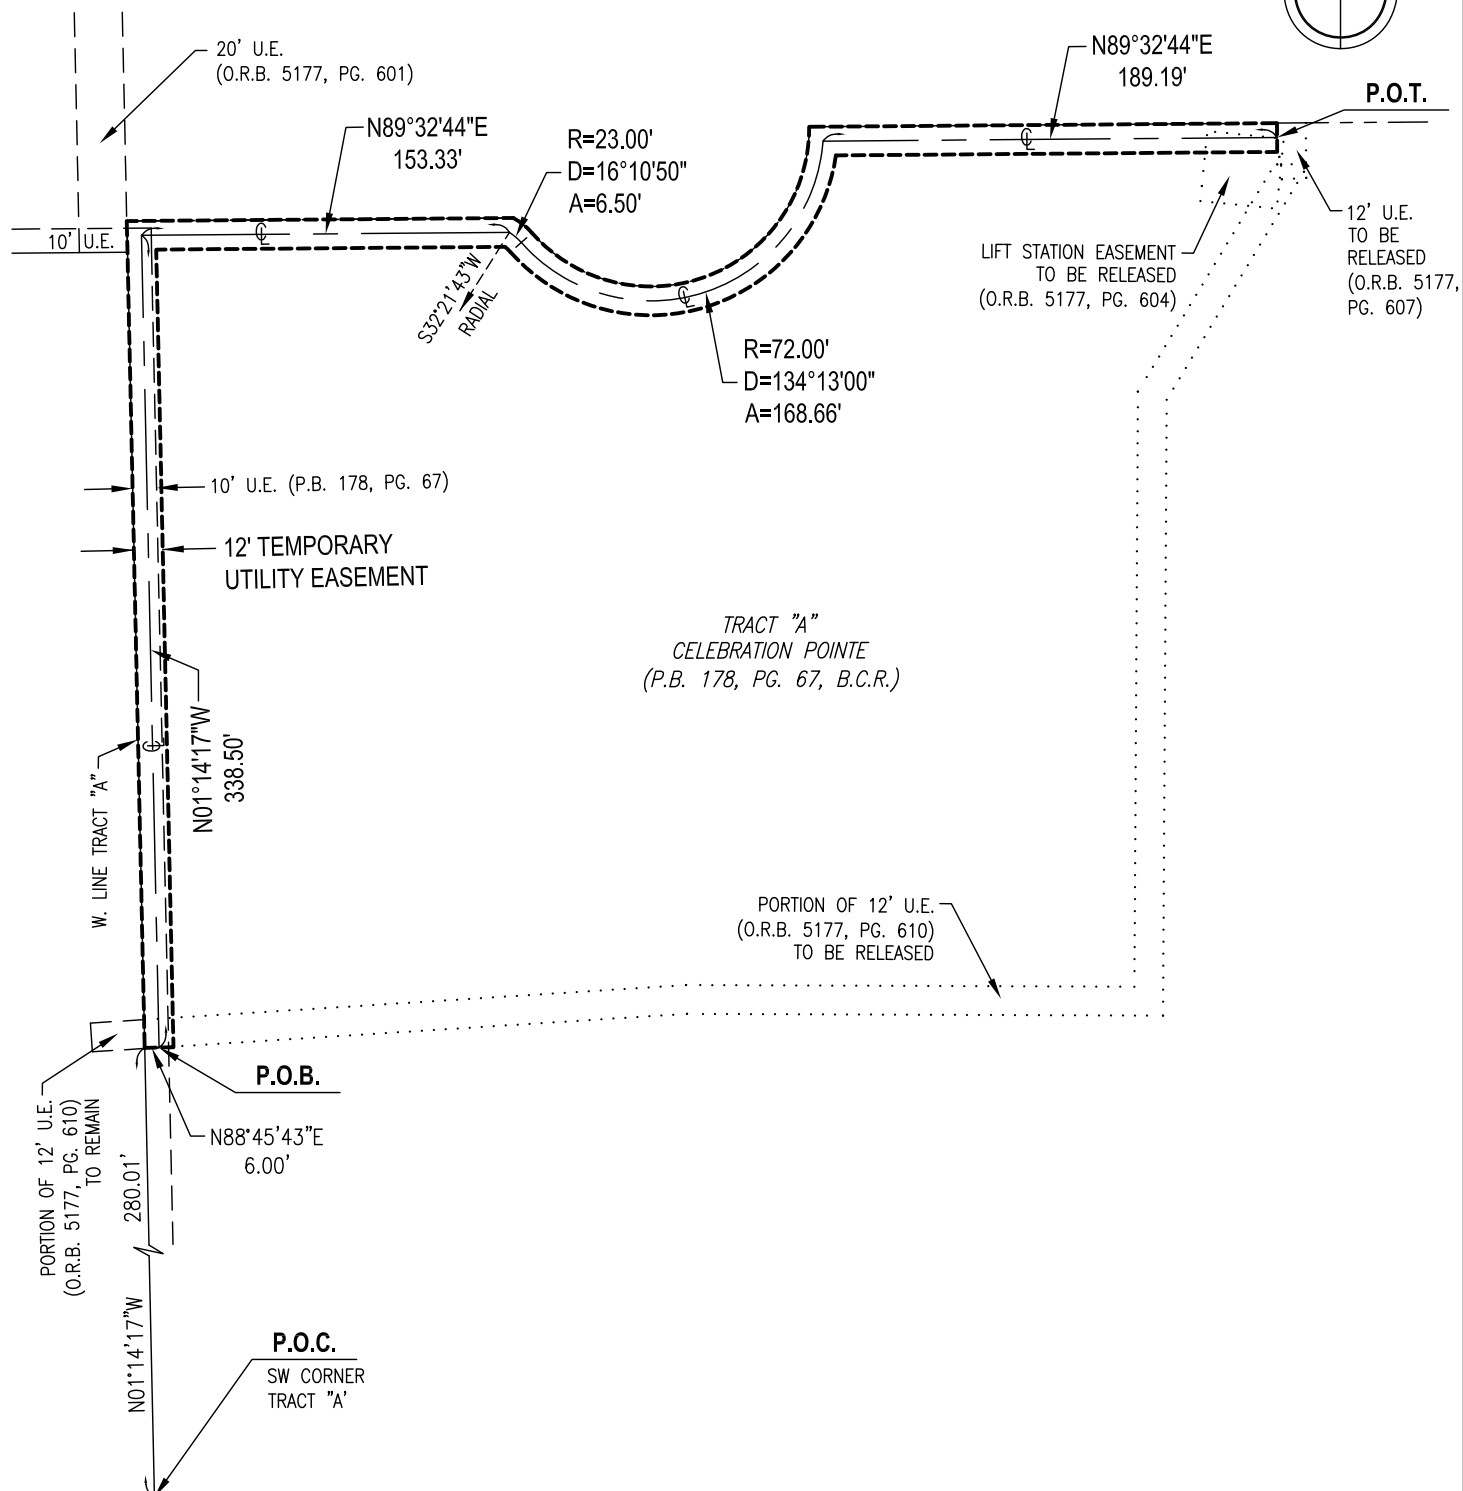 20' U.E.
(O.R.B. 5177, PG. 601)
N89°32'44"E
153.33'
R=23.00'
D=16°10'50"
A=6.50'
N89°32'44"E
189.19'
P.O.T.
10' U.E.
S32°21'43"W
RADIAL
℄
℄
℄
LIFT STATION EASEMENT
TO BE RELEASED
(O.R.B. 5177, PG. 604)
12' U.E.
TO BE
RELEASED
(O.R.B. 5177,
PG. 607)
R=72.00'
D=134°13'00"
A=168.66'
10' U.E. (P.B. 178, PG. 67)
12' TEMPORARY
UTILITY EASEMENT
TRACT "A"
CELEBRATION POINTE
(P.B. 178, PG. 67, B.C.R.)
N01°14'17"W
338.50'
℄
W. LINE TRACT "A"
PORTION OF 12' U.E.
(O.R.B. 5177, PG. 610)
TO BE RELEASED
P.O.B.
N88°45'43"E
6.00'
PORTION OF 12' U.E.
(O.R.B. 5177, PG. 610)
TO REMAIN
280.01'
N01°14'17"W
P.O.C.
SW CORNER
TRACT "A'